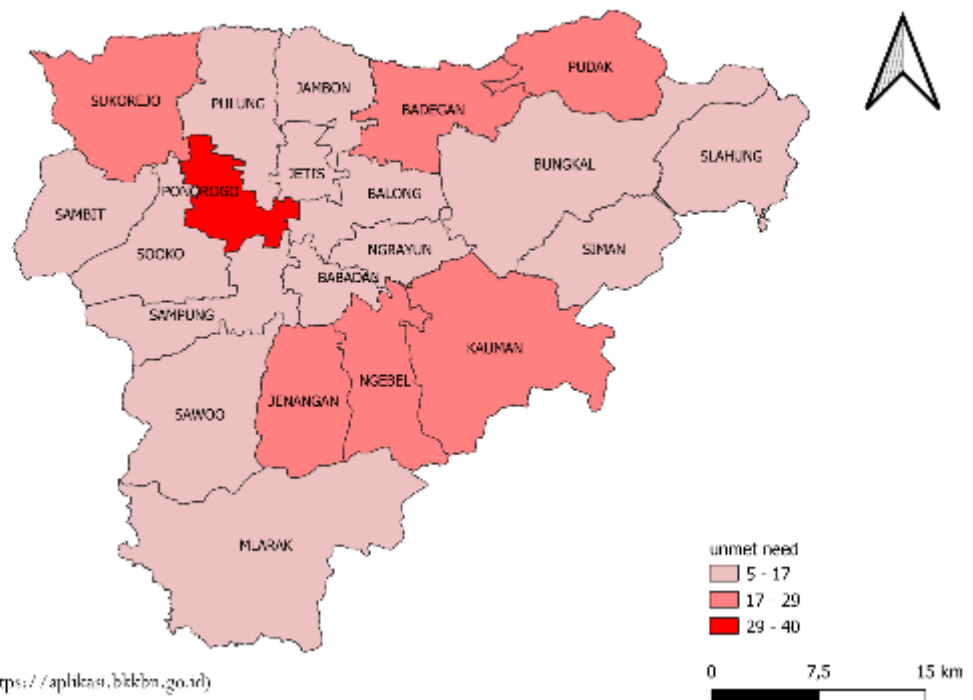 PUDAK
SUKOREJO
PULUNG
JAMBON
BADEGAN
SLAHUNG
BUNGKAL
JETIS
PONOROGO
BALONG
SAMBIT
NGRAYUN
SIMAN
SOOKO
BABADAN
SAMPUNG
KAUMAN
NGEBEL
JENANGAN
SAWOO
MLARAK
unmet need
5 - 17
17 - 29
29 - 40
tps://aplikasi.bkkbn.go.id)
0 7,5 15 km